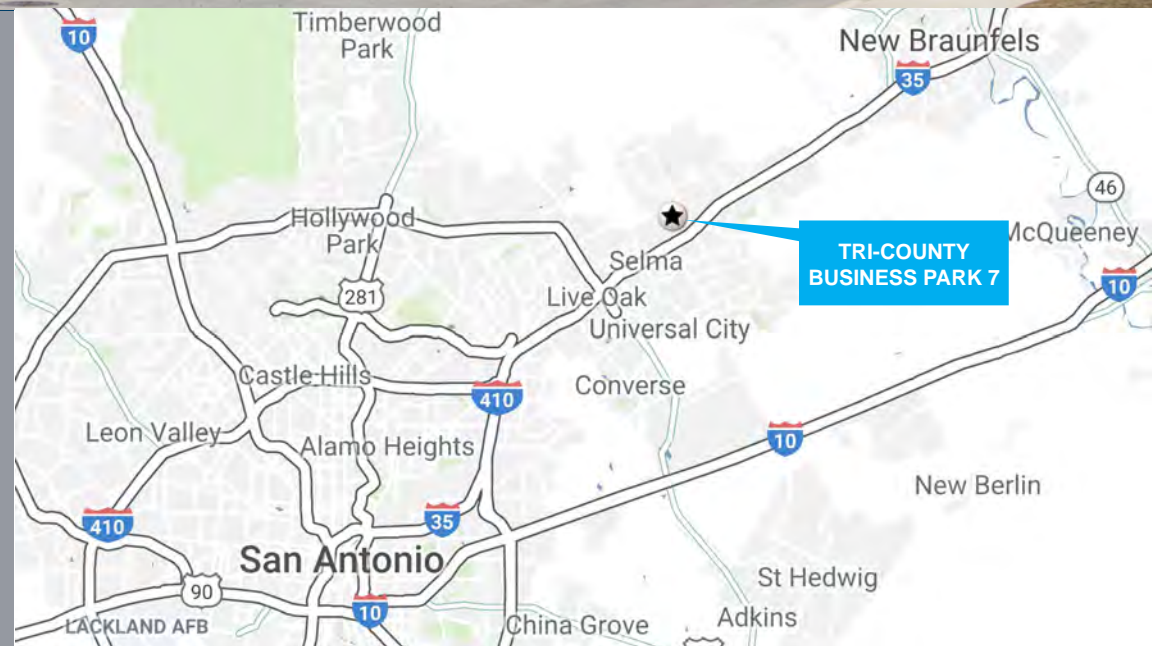 Timberwood
Park
10
New Braunfels
35
46
Hollywood
Park
McQueeney
TRI-COUNTY
BUSINESS PARK 7
Selma
10
281
Live Oak
Universal City
Castle Hills
Converse
410
Leon Valley
Alamo Heights
10
New Berlin
410
35
San Antonio
St Hedwig
90
10
Adkins
LACKLAND AFB
China Grove